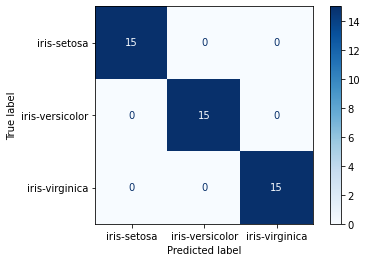 True label
iris-setosa
iris-versicolor
iris-virginica
15 0 0
0 15 0
0 0 15
iris-setosa iris-versicolor iris-virginica
Predicted label
14
12
10
8
6
4
2
0